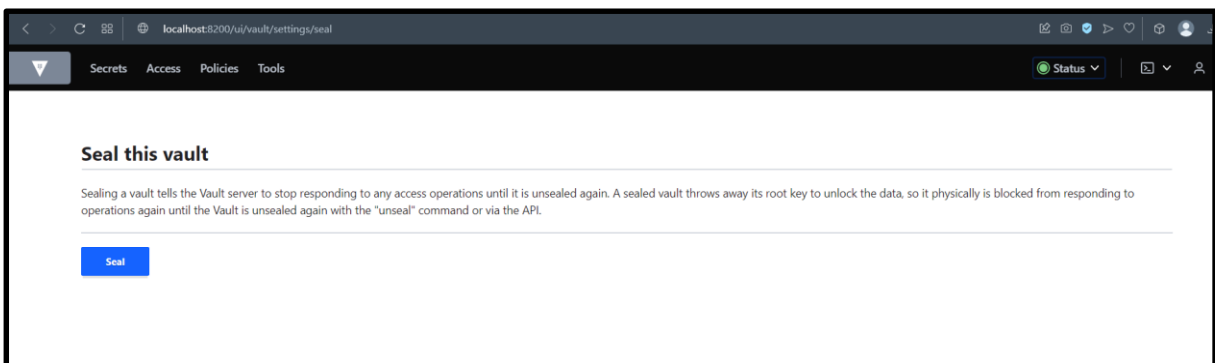 localhost:8200/ui/vault/settings/seal
Secrets Access Policies Tools Status
Seal this vault
Sealing a vault tells the Vault server to stop responding to any access operations until it is unsealed again. A sealed vault throws away its root key to unlock the data, so it physically is blocked from responding to
operations again until the Vault is unsealed again with the "unseal" command or via the API.
Seal